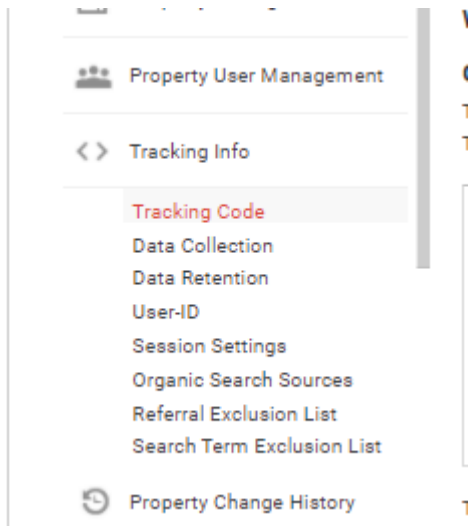 Property User Management
Tracking Info
Tracking Code
Data Collection
Data Retention
User-ID
Session Settings
Organic Search Sources
Referral Exclusion List
Search Term Exclusion List
Property Change History